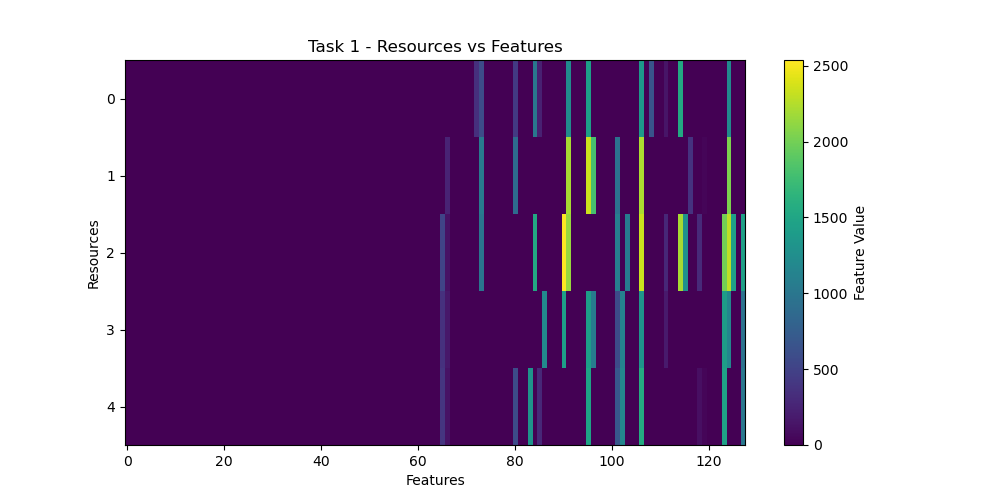 Task 1 - Resources vs Features
Resources
0
1
2
3
4
0 20 40 60 80 100 120
Features
2500
2000
1500
1000
500
0
Feature Value